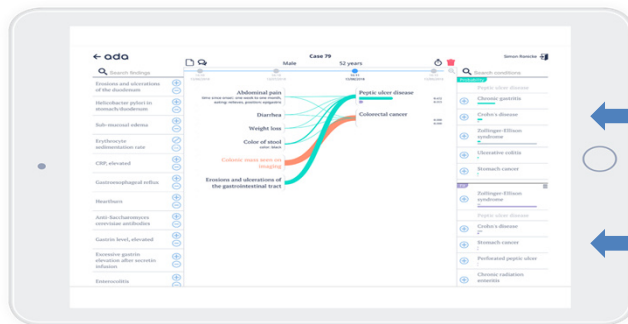 ← ada
Case 79
Male
52 years
Simon Ronicke
Search findings
Erosions and ulcerations
of the duodenum
Helicobacter pylori in
stomach/duodenum
Sub-mucosal edema
Erythrocyte
sedimentation rate
CRP, elevated
Gastroesophageal reflux
Heartburn
Anti-Saccharomyces
cerevisiae antibodies
Gastrin level, elevated
Excessive gastrin
elevation after secretin
infusion
Enterocolitis
Abdominal pain
Diarrhea
Weight loss
Color of stool
color: black
Colonic mass seen on
imaging
Erosions and ulcerations of
the gastrointestinal tract
Peptic ulcer disease
Colorectal cancer
Search conditions
Probability
Peptic ulcer disease
Chronic gastritis
Crohn's disease
Zollinger-Ellison
syndrome
Ulcerative colitis
Stomach cancer
Fit
Zollinger-Ellison
syndrome
Peptic ulcer disease
Crohn's disease
Stomach cancer
Perforated peptic ulcer
Chronic radiation
enteritis